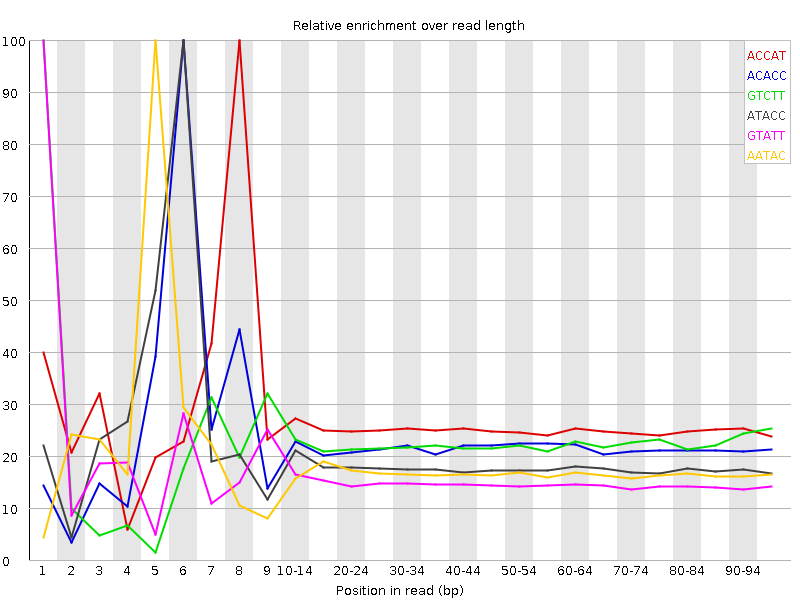 Relative enrichment over read length
100
90
80
70
60
50
40
30
20
10
0
ACCAT
ACACC
GTCTT
ATACC
GTATT
AATAC
1 2 3 4 5 6 7 8 9 10-14 20-24 30-34 40-44 50-54 60-64 70-74 80-84 90-94
Position in read (bp)